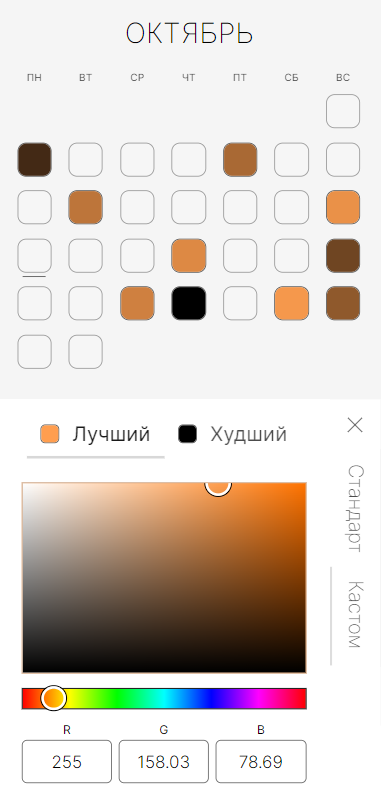 ОКТЯБРЬ
ПН ВТ СР ЧТ ПТ СБ ВС
Лучший Худший
Стандарт
Кастом
R G B
255 158.03 78.69